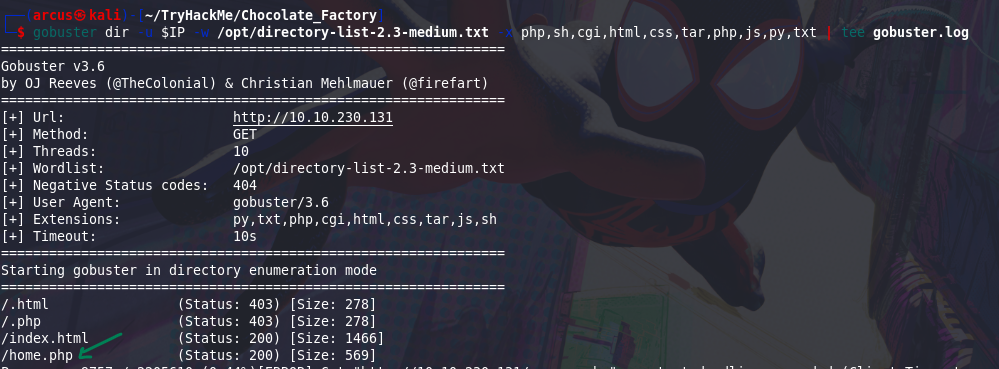 (arcus㉿kali)-[~/TryHackMe/Chocolate_Factory]
$ gobuster dir -u $IP -w /opt/directory-list-2.3-medium.txt -x php,sh,cgi,html,css,tar,php,js,py,txt | tee gobuster.log
===============================================================
Gobuster v3.6
by OJ Reeves (@TheColonial) & Christian Mehlmauer (@firefart)
===============================================================
[+] Url: http://10.10.230.131
[+] Method: GET
[+] Threads: 10
[+] Wordlist: /opt/directory-list-2.3-medium.txt
[+] Negative Status codes: 404
[+] User Agent: gobuster/3.6
[+] Extensions: py,txt,php,cgi,html,css,tar,js,sh
[+] Timeout: 10s
===============================================================
Starting gobuster in directory enumeration mode
===============================================================
/.html (Status: 403) [Size: 278]
/.php (Status: 403) [Size: 278]
/index.html (Status: 200) [Size: 1466]
/home.php (Status: 200) [Size: 569]